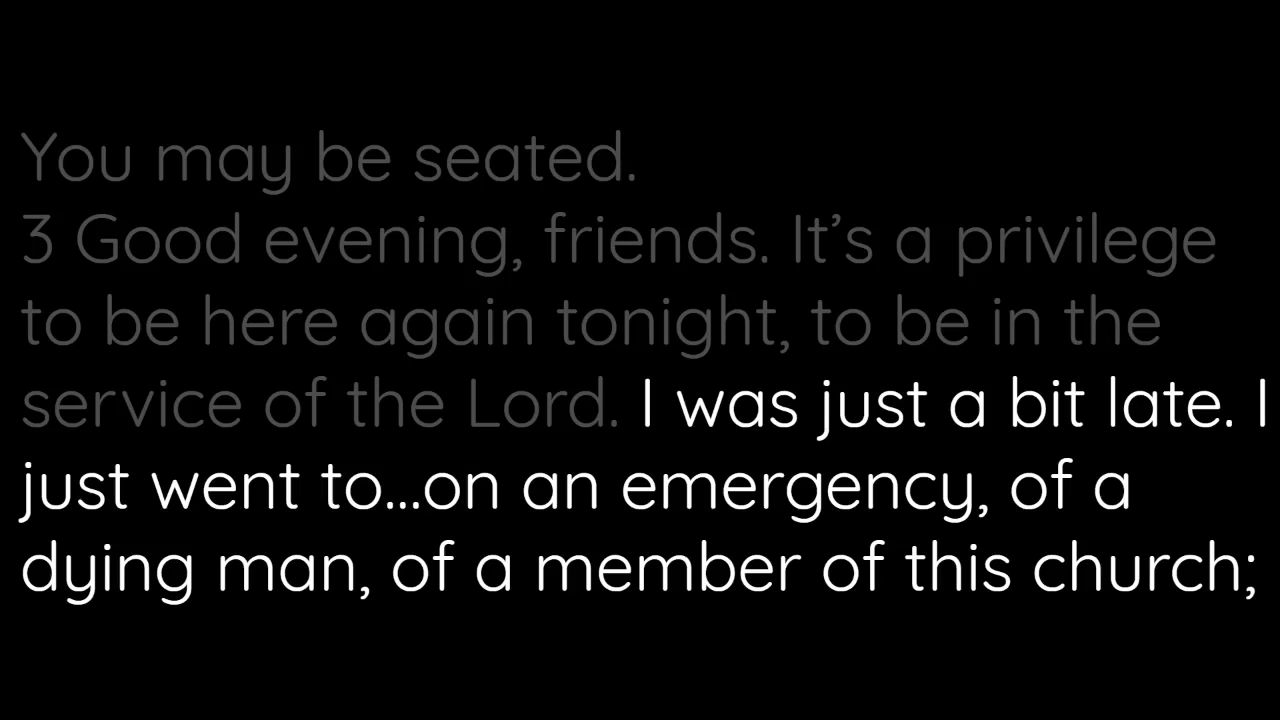 You may be seated.
3 Good evening, friends. It’s a privilege
to be here again tonight, to be in the
service of the Lord. I was just a bit late. I
just went to...on an emergency, of a
dying man, of a member of this church;